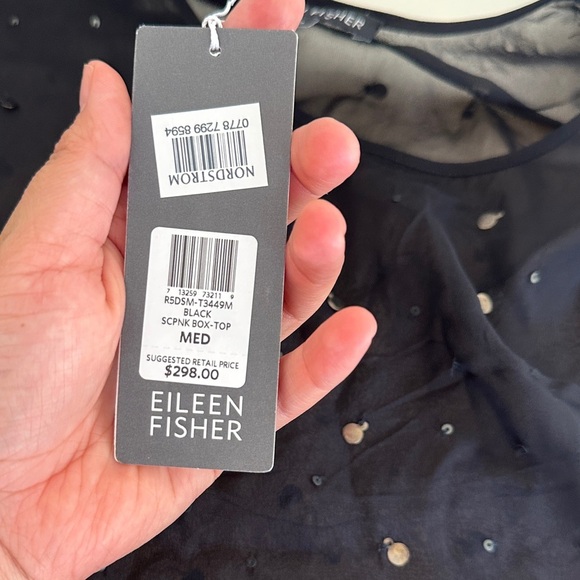 FISHER
0778 7299 8594
NORDSTROM
7 13259 73211 9
R5DSM-T3449M
BLACK
SCPNK BOX-TOP
MED
SUGGESTED RETAIL PRICE
$298.00
EILEEN
FISHER